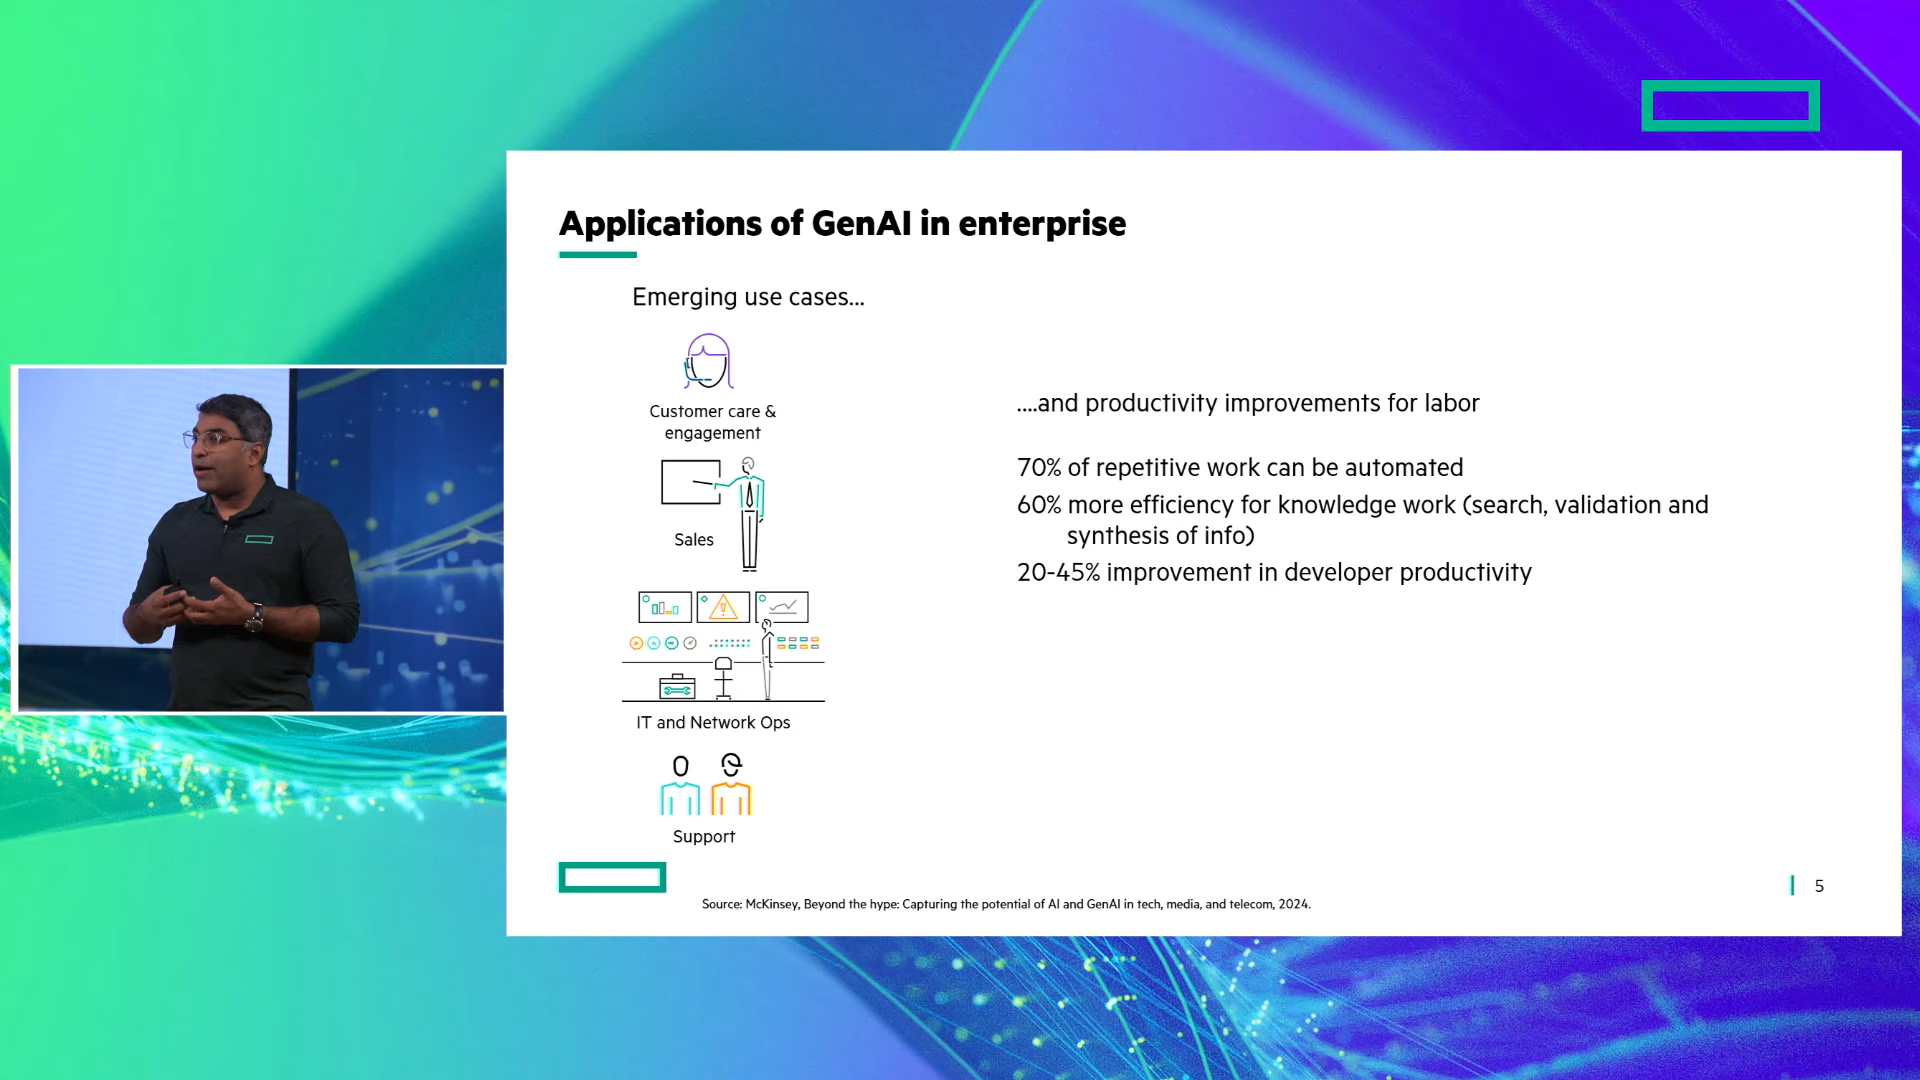 Applications of GenAI in enterprise
Emerging use cases...
Customer care &
engagement
Sales
IT and Network Ops
Support
....and productivity improvements for labor
70% of repetitive work can be automated
60% more efficiency for knowledge work (search, validation and
synthesis of info)
20-45% improvement in developer productivity
Source: McKinsey, Beyond the hype: Capturing the potential of AI and GenAI in tech, media, and telecom, 2024.
5